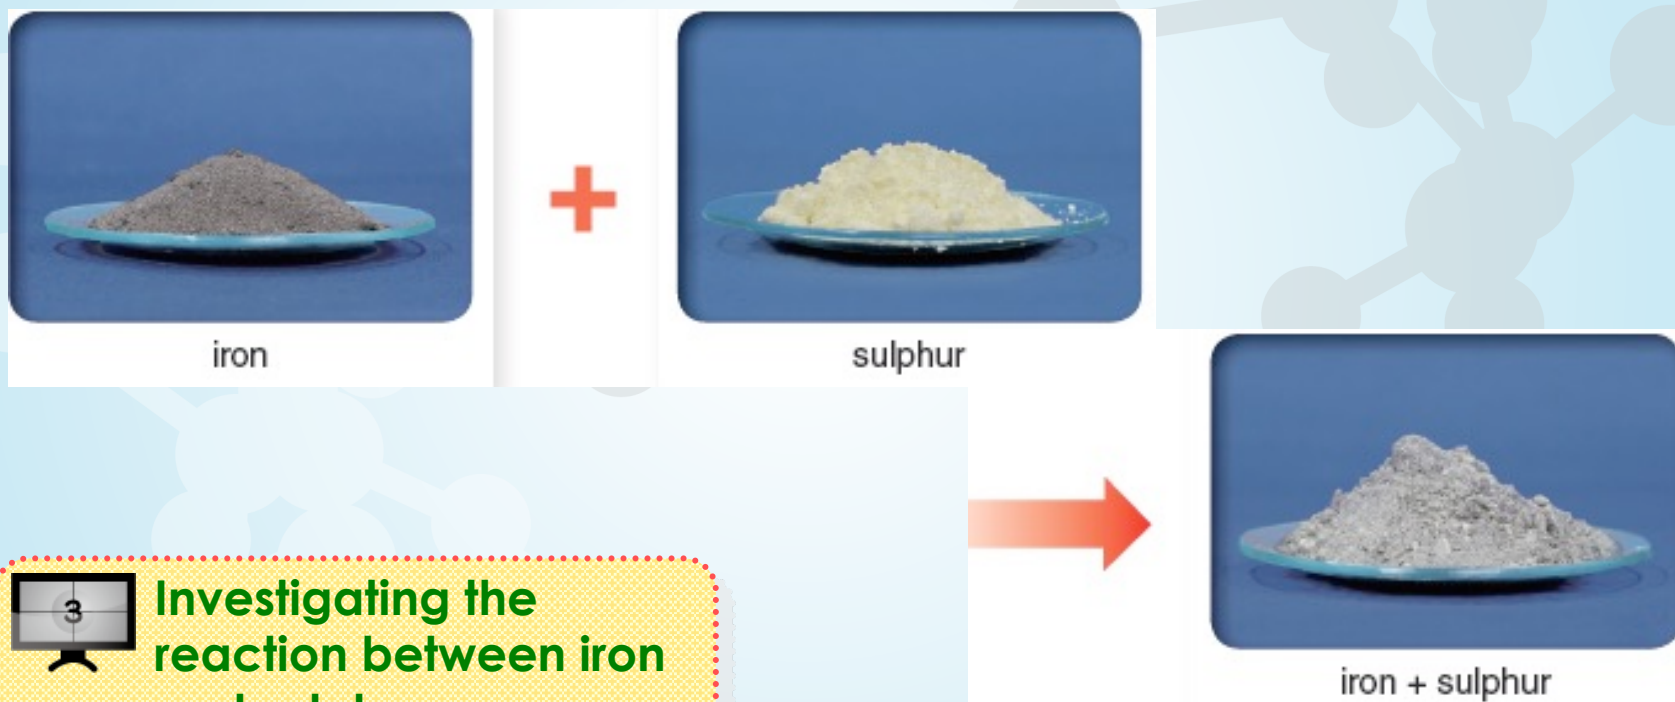 iron
+
sulphur
iron + sulphur
3
Investigating the
reaction between iron